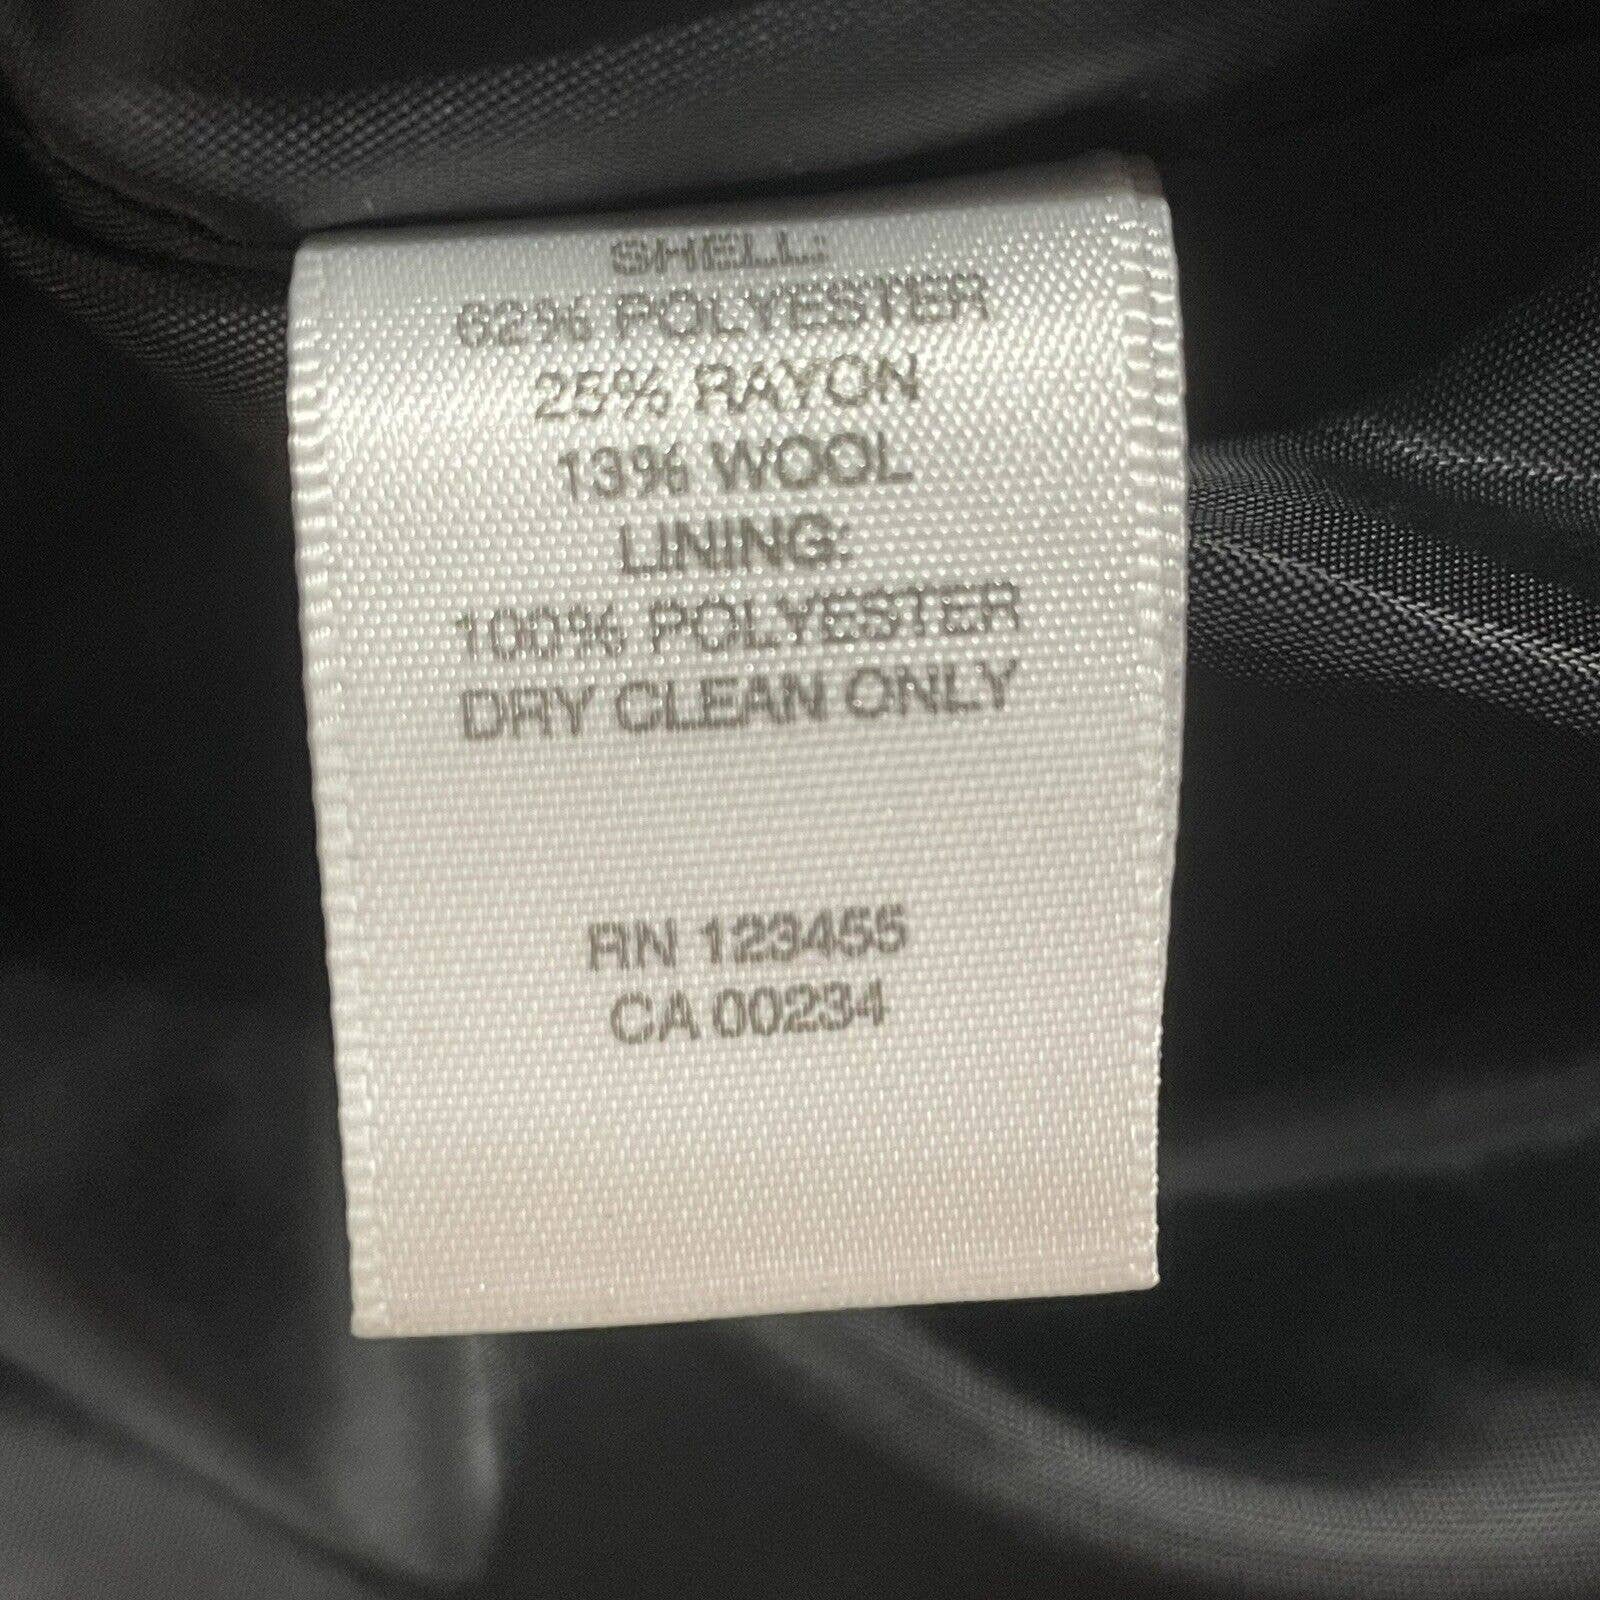 SHELL:
62% POLYESTER
25% RAYON
13% WOOL
LINING:
100% POLYESTER
DRY CLEAN ONLY
RN 123455
CA 00234